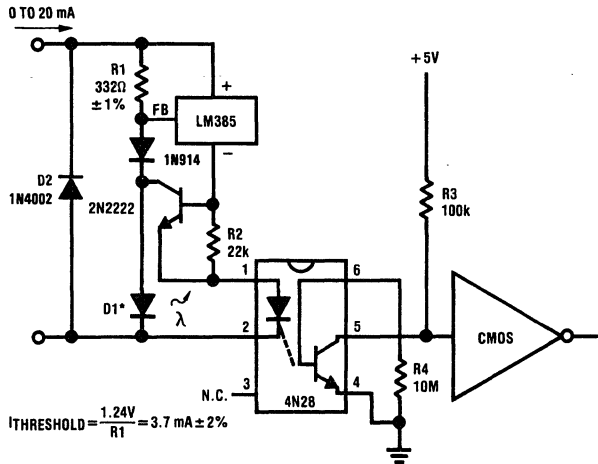 0 TO 20 mA
R1
332Ω
±1%
FB
+
LM385
−
+5V
1N914
D2
1N4002
2N2222
R2
22k
R3
100k
D1*
λ
1
2
3
N.C.
6
5
4
4N28
R4
10M
CMOS
ITHRESHOLD = 1.24V / R1 = 3.7 mA ± 2%